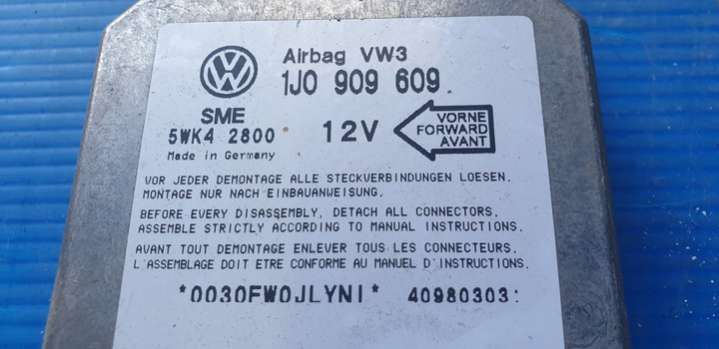 Airbag VW3
1J0 909 609
SME
5WK4 2800
12V
VORNE
FORWARD
AVANT
Made in Germany
VOR JEDER DEMONTAGE ALLE STECKVERBINDUNGEN LOESEN.
MONTAGE NUR NACH EINBAUANWEISUNG.
BEFORE EVERY DISASSEMBLY, DETACH ALL CONNECTORS.
ASSEMBLE STRICTLY ACCORDING TO MANUAL INSTRUCTIONS.
AVANT TOUT DEMONTAGE ENLEVER TOUS LES CONNECTEURS.
L'ASSEMBLAGE DOIT ETRE CONFORME AU MANUEL D'INSTRUCTIONS.
*0030FW0JLYNI* 40980303